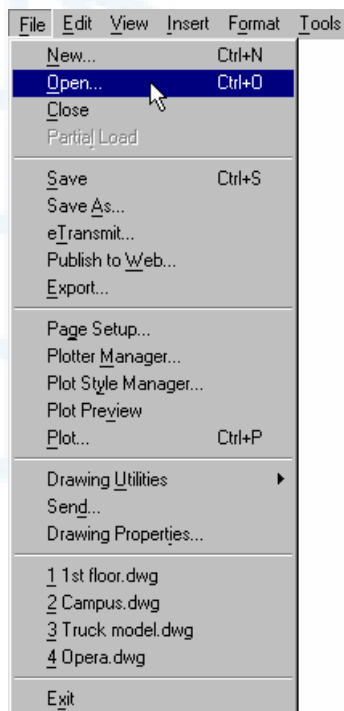 File Edit View Insert Format Tools
New... Ctrl+N
Open... Ctrl+O
Close
Partial Load
Save Ctrl+S
Save As...
eTransmit...
Publish to Web...
Export...
Page Setup...
Plotter Manager...
Plot Style Manager...
Plot Preview
Plot... Ctrl+P
Drawing Utilities
Send...
Drawing Properties...
1 1st floor.dwg
2 Campus.dwg
3 Truck model.dwg
4 Opera.dwg
Exit